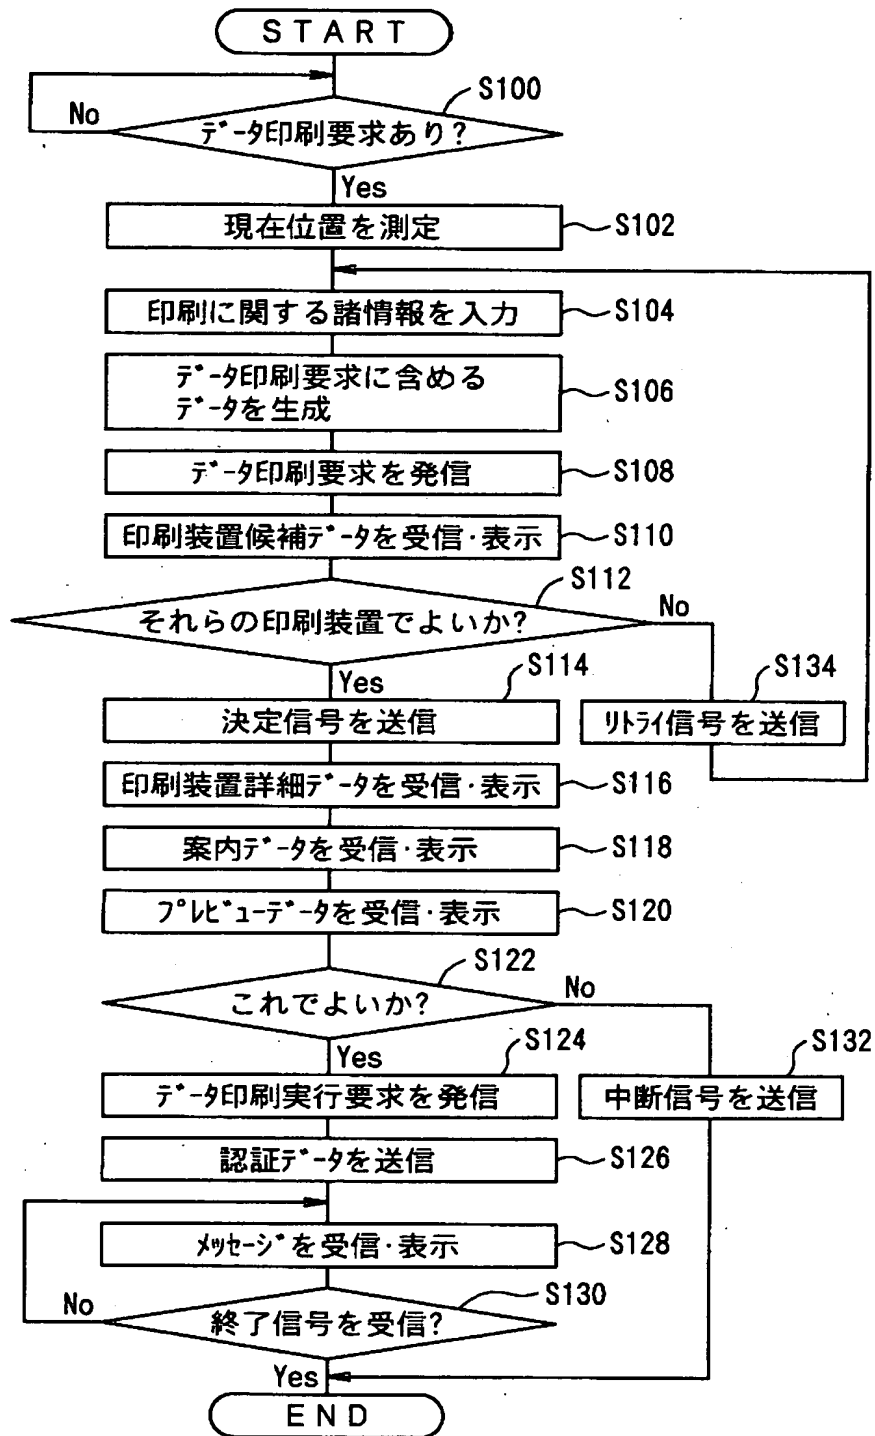 START
S100
No
データ印刷要求あり?
Yes
現在位置を測定
S102
印刷に関する諸情報を入力
S104
データ印刷要求に含める
データを生成
S106
データ印刷要求を発信
S108
印刷装置候補データを受信・表示
S110
S112
それらの印刷装置でよいか?
No
Yes
S114
S134
決定信号を送信
リトライ信号を送信
印刷装置詳細データを受信・表示
S116
案内データを受信・表示
S118
プレビューデータを受信・表示
S120
S122
これでよいか?
No
Yes
S124
S132
データ印刷実行要求を発信
中断信号を送信
認証データを送信
S126
メッセージを受信・表示
S128
S130
No
終了信号を受信?
Yes
END